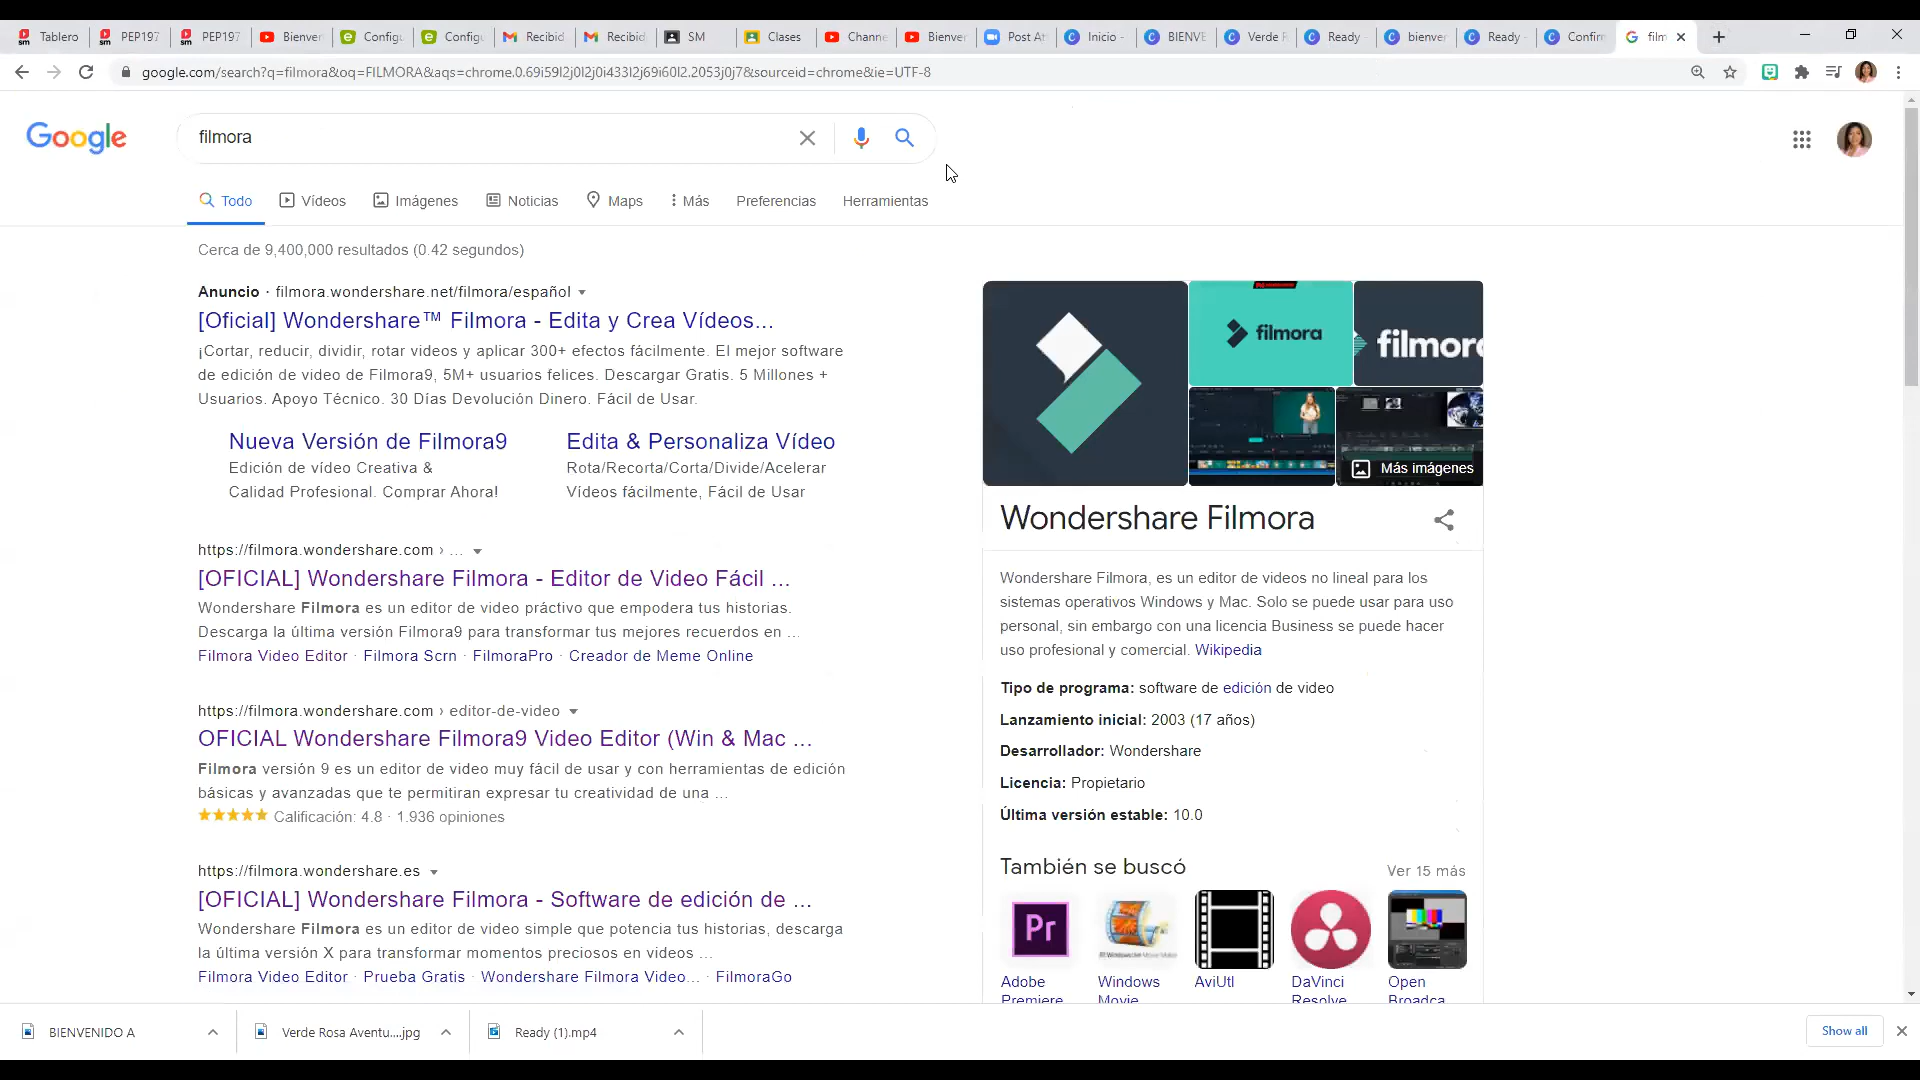 Tablero
PEP197
PEP197
Bienver
Configu
Configu
Recibid
Recibid
SM
Clases
Channe
Bienver
Post At
Inicio -
BIENVE
Verde R
Ready
bienver
Ready -
Confirm
film
google.com/search?q=filmora&oq=FILMORA&aqs=chrome.0.69i59l2j0l2j0i433l2j69i60l2.2053j0j7&sourceid=chrome&ie=UTF-8
Google
filmora
Todo
Vídeos
Imágenes
Noticias
Maps
Más
Preferencias
Herramientas
Cerca de 9,400,000 resultados (0.42 segundos)
Anuncio · filmora.wondershare.net/filmora/español
[Oficial] Wondershare™ Filmora - Edita y Crea Vídeos...
¡Cortar, reducir, dividir, rotar videos y aplicar 300+ efectos fácilmente. El mejor software
de edición de video de Filmora9, 5M+ usuarios felices. Descargar Gratis. 5 Millones +
Usuarios. Apoyo Técnico. 30 Días Devolución Dinero. Fácil de Usar.
Nueva Versión de Filmora9
Edición de vídeo Creativa &
Calidad Profesional. Comprar Ahora!
Edita & Personaliza Vídeo
Rota/Recorta/Corta/Divide/Acelerar
Vídeos fácilmente, Fácil de Usar
https://filmora.wondershare.com › ...
[OFICIAL] Wondershare Filmora - Editor de Video Fácil ...
Wondershare Filmora es un editor de video práctivo que empodera tus historias.
Descarga la última versión Filmora9 para transformar tus mejores recuerdos en ...
Filmora Video Editor · Filmora Scrn · FilmoraPro · Creador de Meme Online
https://filmora.wondershare.com › editor-de-video
OFICIAL Wondershare Filmora9 Video Editor (Win & Mac ...
Filmora versión 9 es un editor de video muy fácil de usar y con herramientas de edición
básicas y avanzadas que te permitiran expresar tu creatividad de una ...
Calificación: 4.8 · 1.936 opiniones
https://filmora.wondershare.es
[OFICIAL] Wondershare Filmora - Software de edición de ...
Wondershare Filmora es un editor de video simple que potencia tus historias, descarga
la última versión X para transformar momentos preciosos en videos ...
Filmora Video Editor · Prueba Gratis · Wondershare Filmora Video... · FilmoraGo
filmora
filmora
Más imágenes
Wondershare Filmora
Wondershare Filmora, es un editor de videos no lineal para los
sistemas operativos Windows y Mac. Solo se puede usar para uso
personal, sin embargo con una licencia Business se puede hacer
uso profesional y comercial. Wikipedia
Tipo de programa: software de edición de video
Lanzamiento inicial: 2003 (17 años)
Desarrollador: Wondershare
Licencia: Propietario
Última versión estable: 10.0
También se buscó
Ver 15 más
Pr
Adobe
Premiere
Windows
Movie
AviUtl
DaVinci
Resolve
Open
Broadca
BIENVENIDO A
Verde Rosa Aventu....jpg
Ready (1).mp4
Show all